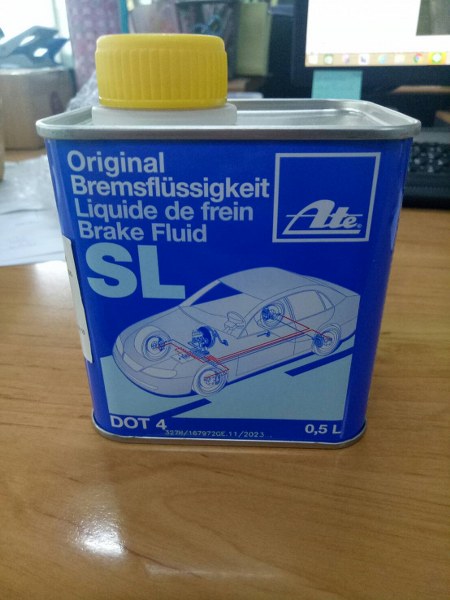 Original
Bremsflüssigkeit
Liquide de frein
Brake Fluid
SL
Ate
DOT 4
0,5 L